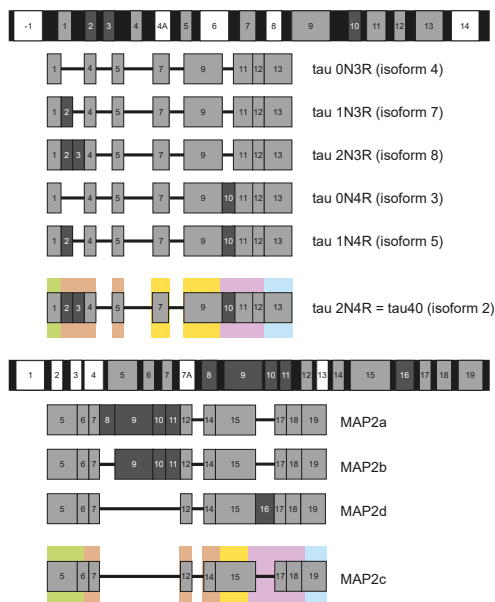 -1 1 2 3 4 4A 5 6 7 8 9 10 11 12 13 14
1 4 5 7 9 11 12 13 tau 0N3R (isoform 4)
1 2 4 5 7 9 11 12 13 tau 1N3R (isoform 7)
1 2 3 4 5 7 9 11 12 13 tau 2N3R (isoform 8)
1 4 5 7 9 10 11 12 13 tau 0N4R (isoform 3)
1 2 4 5 7 9 10 11 12 13 tau 1N4R (isoform 5)
1 2 3 4 5 7 9 10 11 12 13 tau 2N4R = tau40 (isoform 2)
1 2 3 4 5 6 7 7A 8 9 10 11 12 13 14 15 16 17 18 19
5 6 7 8 9 10 11 12 14 15 17 18 19 MAP2a
5 6 7 9 10 11 12 14 15 17 18 19 MAP2b
5 6 7 12 14 15 16 17 18 19 MAP2d
5 6 7 12 14 15 17 18 19 MAP2c